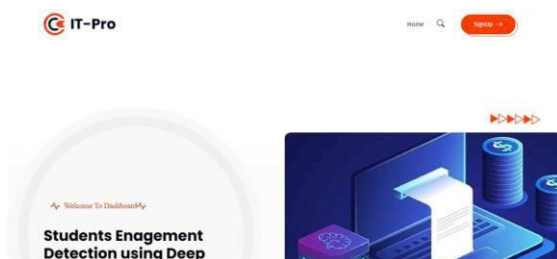 IT-Pro
Home
SignUp →
Welcome To Dashboard
Students Enagement
Detection using Deep